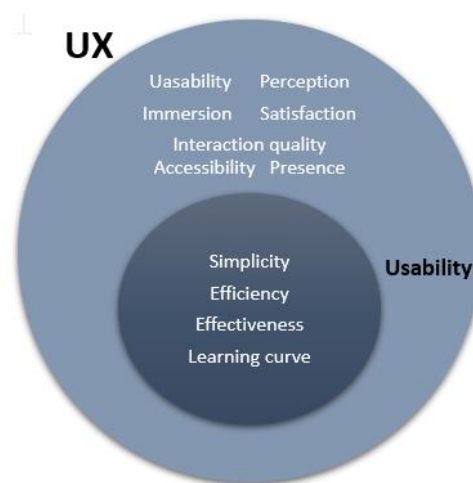 UX
Uasability Perception
Immersion Satisfaction
Interaction quality
Accessibility Presence
Simplicity
Usability
Efficiency
Effectiveness
Learning curve